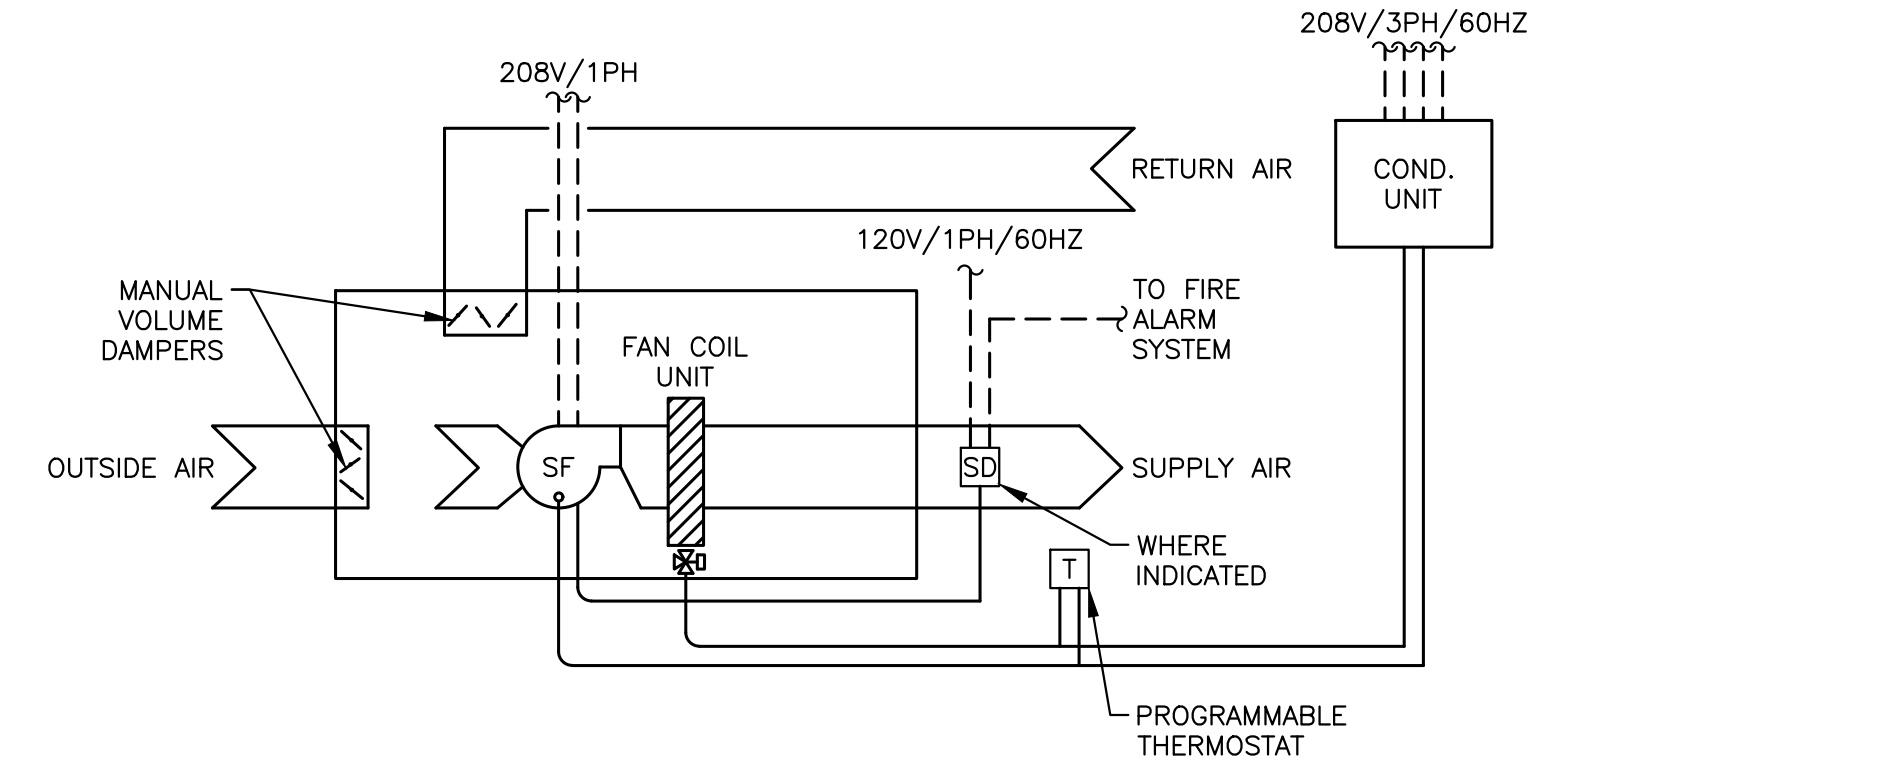 208V/3PH/60HZ
208V/1PH
RETURN AIR
COND.
UNIT
120V/1PH/60HZ
MANUAL
VOLUME
DAMPERS
TO FIRE
ALARM
SYSTEM
FAN COIL
UNIT
OUTSIDE AIR
SF
SD
SUPPLY AIR
WHERE
INDICATED
T
PROGRAMMABLE
THERMOSTAT